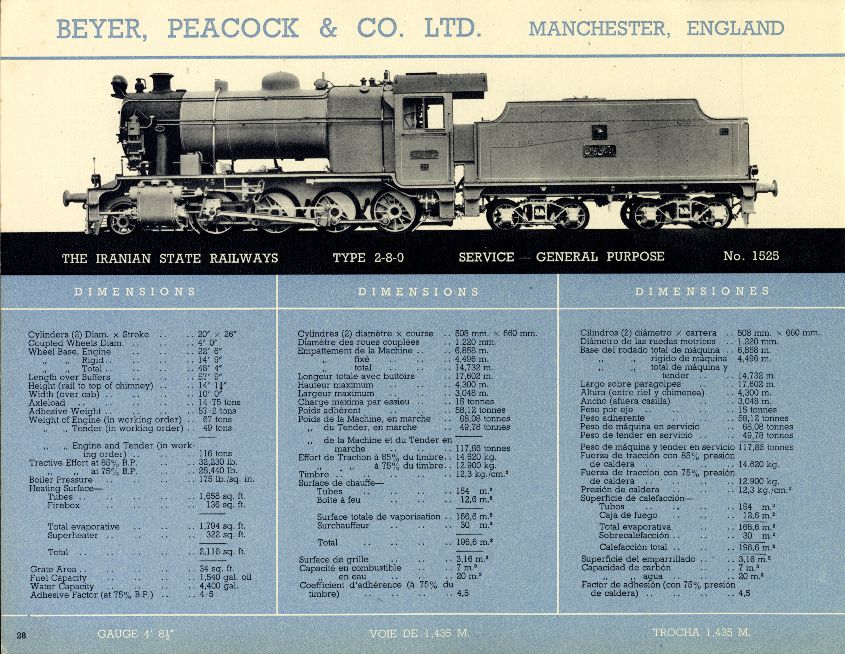 BEYER, PEACOCK & CO. LTD. MANCHESTER, ENGLAND
THE IRANIAN STATE RAILWAYS TYPE 2-8-0 SERVICE — GENERAL PURPOSE No. 1525
DIMENSIONS
Cylinders (2) Diam. × Stroke .. .. 20" × 26"
Coupled Wheels Diam. .. .. 4' 0"
Wheel Base, Engine .. .. .. 22' 6"
„ „ Rigid .. .. .. 14' 9"
„ „ Total .. .. .. 48' 4"
Length over Buffers .. .. .. 57' 9"
Height (rail to top of chimney) .. 14' 1¼"
Width (over cab) .. .. .. 10' 0"
Axleload .. .. .. 14·75 tons
Adhesive Weight .. .. .. 57·2 tons
Weight of Engine (in working order) .. 67 tons
„ „ Tender (in working order) .. 49 tons
„ „ Engine and Tender (in work-
ing order) .. .. .. 116 tons
Tractive Effort at 85% B.P. .. .. 32,230 lb.
„ „ at 75% B.P. .. .. 28,440 lb.
Boiler Pressure .. .. .. 175 lb./sq. in.
Heating Surface—
Tubes .. .. .. 1,658 sq. ft.
Firebox .. .. .. 136 sq. ft.
Total evaporative .. .. 1,794 sq. ft.
Superheater .. .. .. 322 sq. ft.
Total .. .. .. 2,116 sq. ft.
Grate Area .. .. .. 34 sq. ft.
Fuel Capacity .. .. .. 1,540 gal. oil
Water Capacity .. .. .. 4,400 gal.
Adhesive Factor (at 75% B.P.) .. .. 4·5
DIMENSIONS
Cylindres (2) diamètre × course .. 508 mm. × 660 mm.
Diamètre des roues couplées .. 1.220 mm.
Empattement de la Machine .. .. 6,858 m.
„ fixé .. .. 4,496 m.
„ total .. .. 14,732 m.
Longeur totale avec buttoirs .. .. 17,602 m.
Hauteur maximum .. .. .. 4,300 m.
Largeur maximum .. .. .. 3,048 m.
Charge maxima par essieu .. .. 15 tonnes
Poids adhérent .. .. .. 58,12 tonnes
Poids de la Machine, en marche .. 68,08 tonnes
„ du Tender, en marche .. 49,78 tonnes
„ de la Machine et du Tender en
marche .. .. .. 117,86 tonnes
Effort de Traction à 85% du timbre .. 14.620 kg.
„ „ à 75% du timbre .. 12.900 kg.
Timbre .. .. .. 12,3 kg./cm.²
Surface de chauffe—
Tubes .. .. .. 154 m.²
Boîte à feu .. .. .. 12,6 m.²
Surface totale de vaporisation .. 166,6 m.²
Surchauffeur .. .. .. 30 m.²
Total .. .. .. 196,6 m.²
Surface de grille .. .. .. 3,16 m.²
Capacité en combustible .. .. 7 m.³
„ en eau .. .. 20 m.³
Coefficient d'adhérence (à 75% du
timbre) .. .. .. 4,5
DIMENSIONES
Cilindros (2) diámetro × carrera .. 508 mm. × 660 mm.
Diámetro de las ruedas motrices .. 1.220 mm.
Base del rodado total de máquina .. 6,858 m.
„ „ rígido de máquina 4,496 m.
„ „ total de máquina y
tender .. .. 14,732 m.
Largo sobre paragolpes .. .. 17,602 m.
Altura (entre riel y chimenea) .. 4,300 m.
Ancho (afuera casilla) .. .. 3,048 m.
Peso por eje .. .. .. 15 tonnes
Peso adherente .. .. .. 58,12 tonnes
Peso de máquina en servicio .. 68,08 tonnes
Peso de tender en servicio .. .. 49,78 tonnes
Peso de máquina y tender en servicio 117,86 tonnes
Fuerza de tracción con 85% presión
de caldera .. .. .. 14.620 kg.
Fuerza de tracción con 75% presión
de caldera .. .. .. 12.900 kg.
Presión de caldera .. .. .. 12,3 kg./cm.²
Superficie de calefacción—
Tubos .. .. .. 154 m.²
Caja de fuego .. .. .. 12,6 m.²
Total evaporativa .. .. 166,6 m.²
Sobrecalefacción .. .. .. 30 m.²
Calefacción total .. .. .. 196,6 m.²
Superficie del emparrillado .. .. 3,16 m.²
Capacidad de carbón .. .. 7 m.³
„ „ agua .. .. 20 m.³
Factor de adhesión (con 75% presión
de caldera) .. .. .. 4,5
28 GAUGE 4' 8½" VOIE DE 1,435 M. TROCHA 1,435 M.